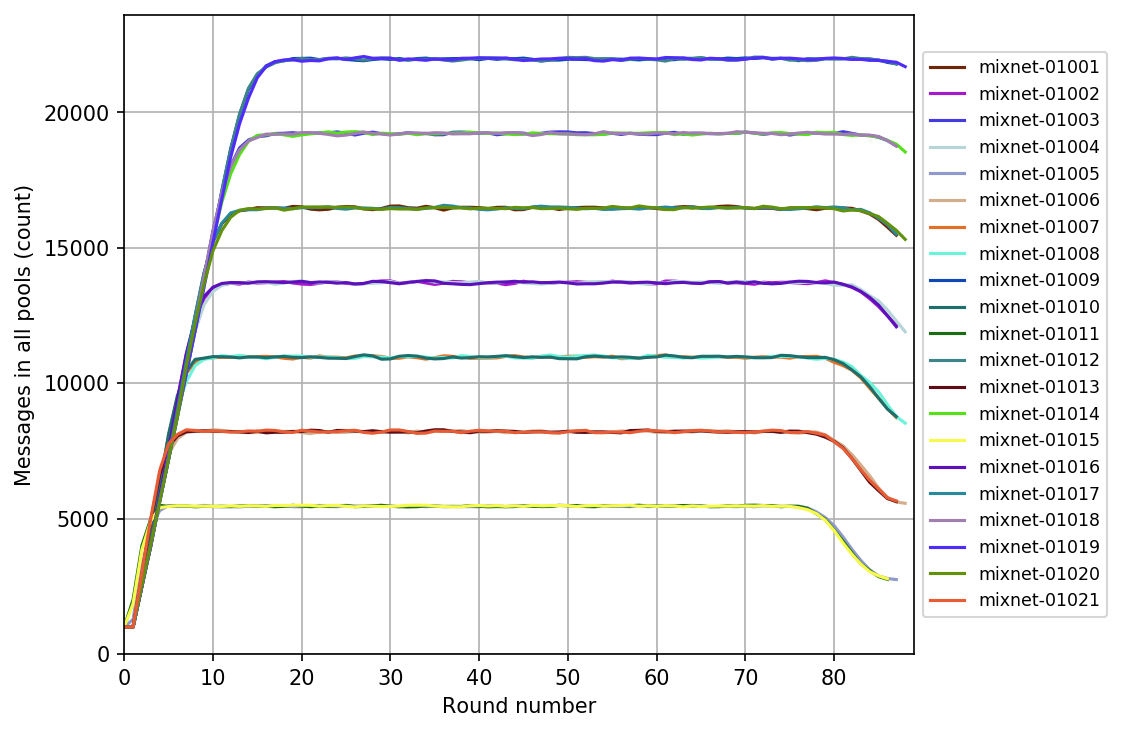 Messages in all pools (count)
20000
15000
10000
5000
0
0 10 20 30 40 50 60 70 80
Round number
mixnet-01001
mixnet-01002
mixnet-01003
mixnet-01004
mixnet-01005
mixnet-01006
mixnet-01007
mixnet-01008
mixnet-01009
mixnet-01010
mixnet-01011
mixnet-01012
mixnet-01013
mixnet-01014
mixnet-01015
mixnet-01016
mixnet-01017
mixnet-01018
mixnet-01019
mixnet-01020
mixnet-01021